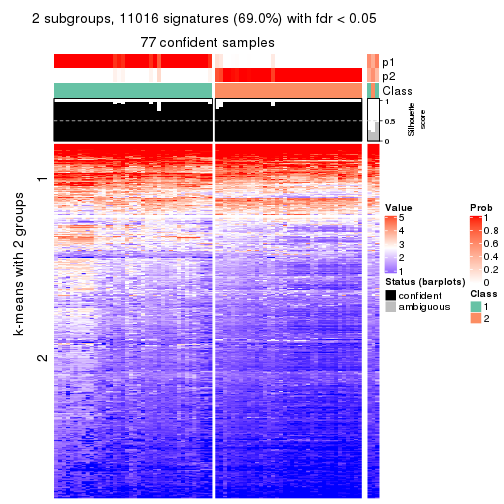 2 subgroups, 11016 signatures (69.0%) with fdr < 0.05
77 confident samples
p1
p2
Class
1
0.5
0
Silhouette
score
k-means with 2 groups
1
2
Value
5
4
3
2
1
Status (barplots)
confident
ambiguous
Prob
1
0.8
0.6
0.4
0.2
0
Class
1
2